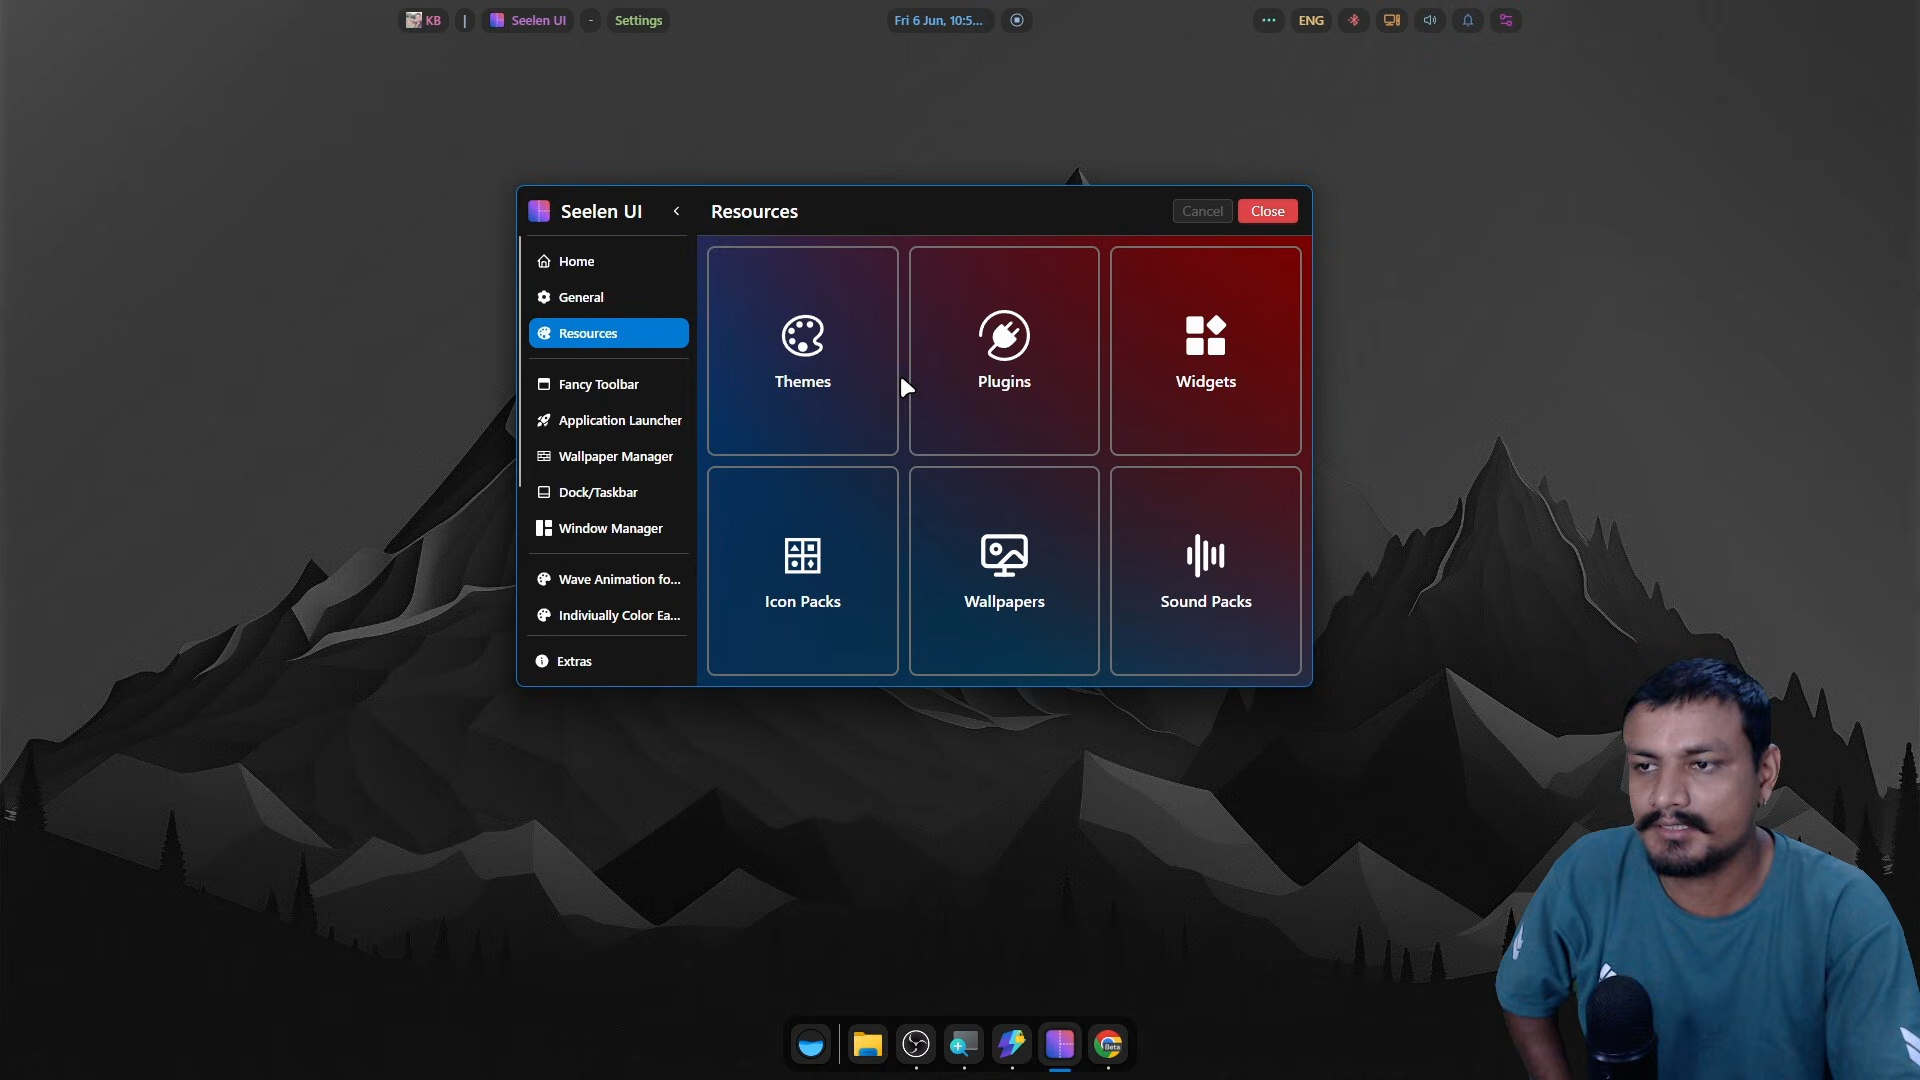 KB | Seelen UI - Settings
Fri 6 Jun, 10:5...
ENG
Seelen UI
Resources
Cancel
Close
Home
General
Resources
Fancy Toolbar
Application Launcher
Wallpaper Manager
Dock/Taskbar
Window Manager
Wave Animation fo...
Indiviually Color Ea...
Extras
Themes
Plugins
Widgets
Icon Packs
Wallpapers
Sound Packs
Beta